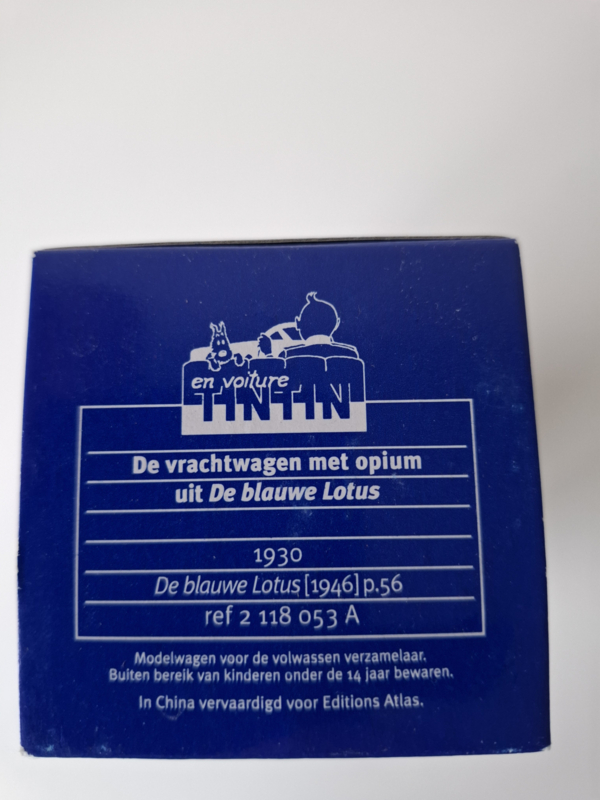 en voiture
TINTIN
De vrachtwagen met opium
uit De blauwe Lotus
1930
De blauwe Lotus [1946] p.56
ref 2 118 053 A
Modelwagen voor de volwassen verzamelaar.
Buiten bereik van kinderen onder de 14 jaar bewaren.
In China vervaardigd voor Editions Atlas.